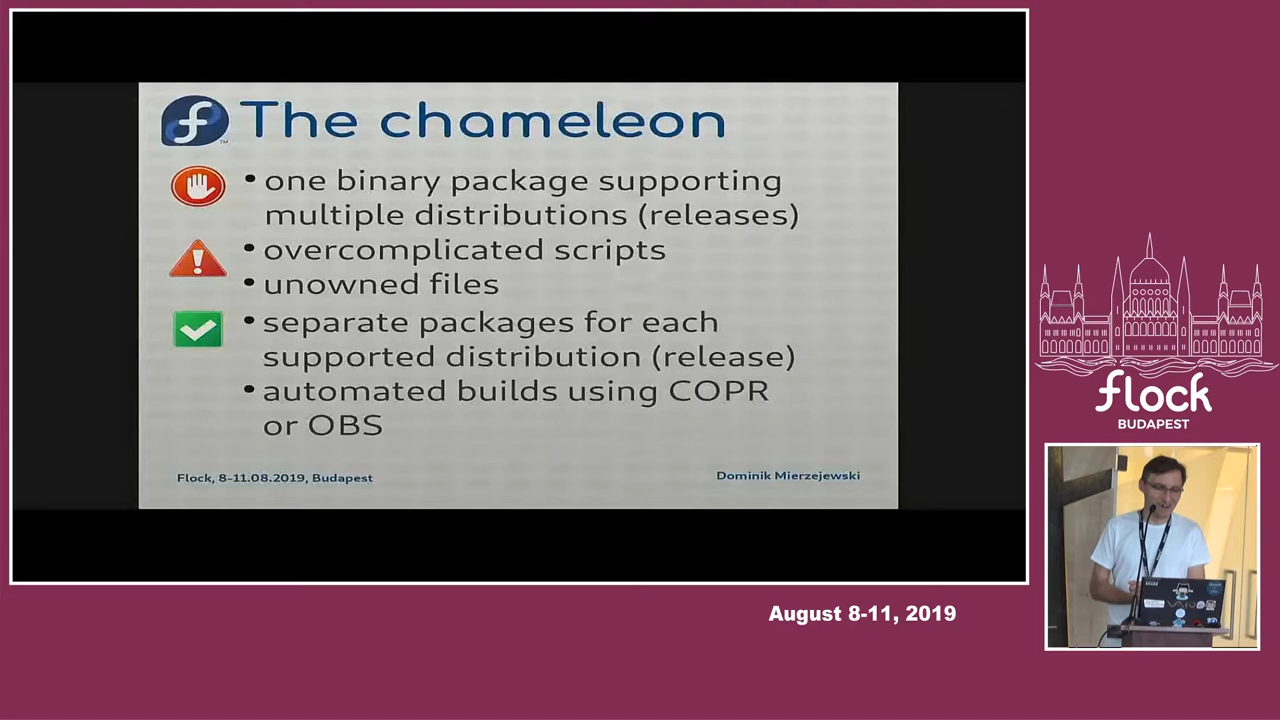 The chameleon
• one binary package supporting
multiple distributions (releases)
• overcomplicated scripts
• unowned files
• separate packages for each
supported distribution (release)
• automated builds using COPR
or OBS
Flock, 8-11.08.2019, Budapest
Dominik Mierzejewski
flock
BUDAPEST
August 8-11, 2019